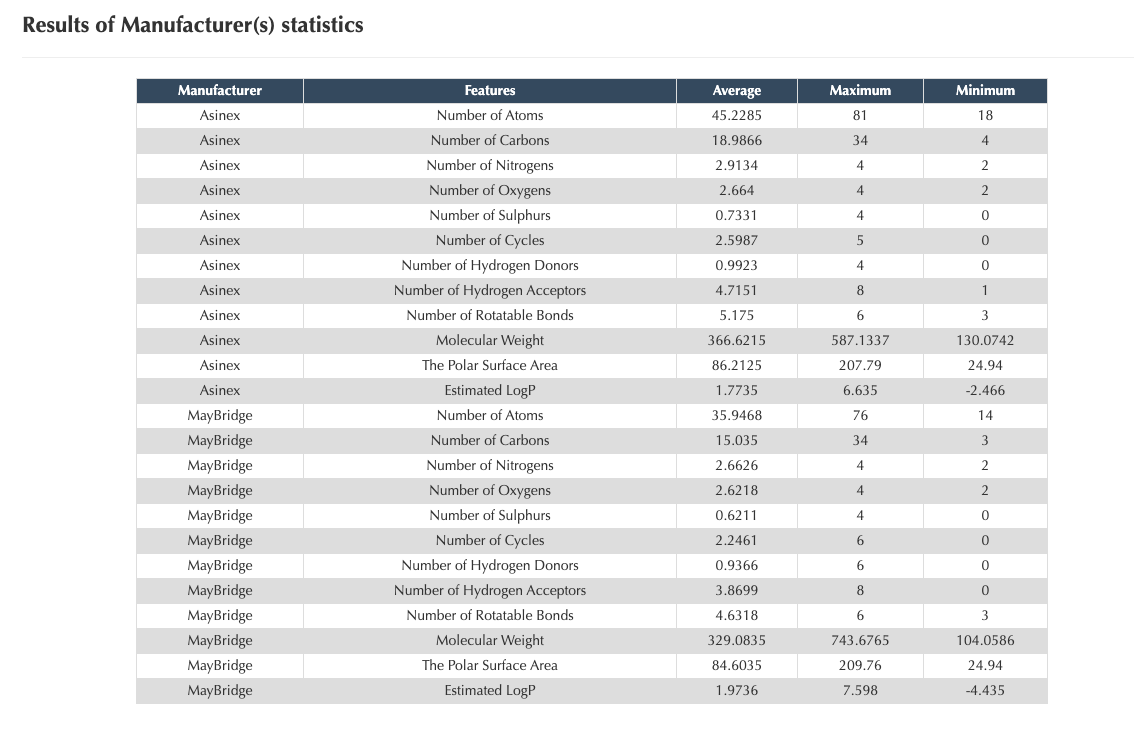 Results of Manufacturer(s) statistics
Manufacturer Features Average Maximum Minimum
Asinex Number of Atoms 45.2285 81 18
Asinex Number of Carbons 18.9866 34 4
Asinex Number of Nitrogens 2.9134 4 2
Asinex Number of Oxygens 2.664 4 2
Asinex Number of Sulphurs 0.7331 4 0
Asinex Number of Cycles 2.5987 5 0
Asinex Number of Hydrogen Donors 0.9923 4 0
Asinex Number of Hydrogen Acceptors 4.7151 8 1
Asinex Number of Rotatable Bonds 5.175 6 3
Asinex Molecular Weight 366.6215 587.1337 130.0742
Asinex The Polar Surface Area 86.2125 207.79 24.94
Asinex Estimated LogP 1.7735 6.635 -2.466
MayBridge Number of Atoms 35.9468 76 14
MayBridge Number of Carbons 15.035 34 3
MayBridge Number of Nitrogens 2.6626 4 2
MayBridge Number of Oxygens 2.6218 4 2
MayBridge Number of Sulphurs 0.6211 4 0
MayBridge Number of Cycles 2.2461 6 0
MayBridge Number of Hydrogen Donors 0.9366 6 0
MayBridge Number of Hydrogen Acceptors 3.8699 8 0
MayBridge Number of Rotatable Bonds 4.6318 6 3
MayBridge Molecular Weight 329.0835 743.6765 104.0586
MayBridge The Polar Surface Area 84.6035 209.76 24.94
MayBridge Estimated LogP 1.9736 7.598 -4.435